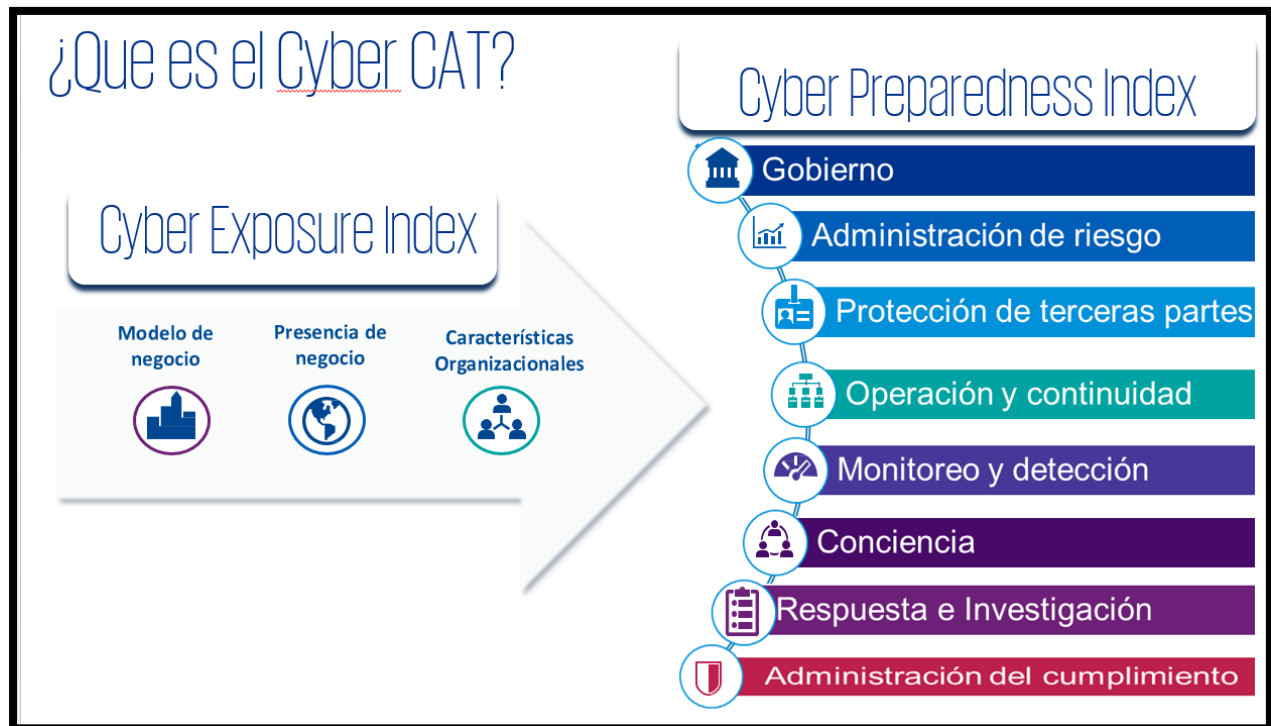 ¿Que es el Cyber CAT?
Cyber Exposure Index
Modelo de
negocio
Presencia de
negocio
Características
Organizacionales
Cyber Preparedness Index
Gobierno
Administración de riesgo
Protección de terceras partes
Operación y continuidad
Monitoreo y detección
Conciencia
Respuesta e Investigación
Administración del cumplimiento